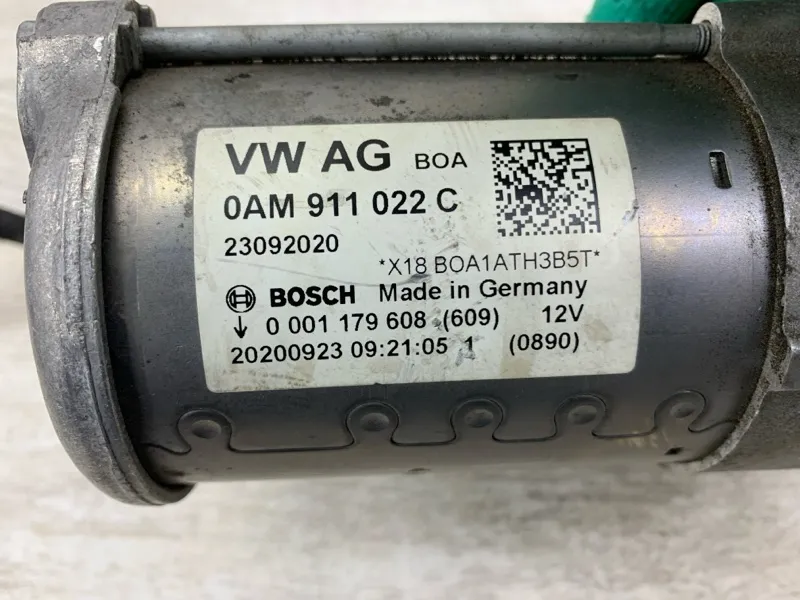 VW AG BOA
0AM 911 022 C
23092020
*X18 BOA1ATH3B5T*
BOSCH Made in Germany
↓ 0 001 179 608 (609) 12V
20200923 09:21:05 1 (0890)